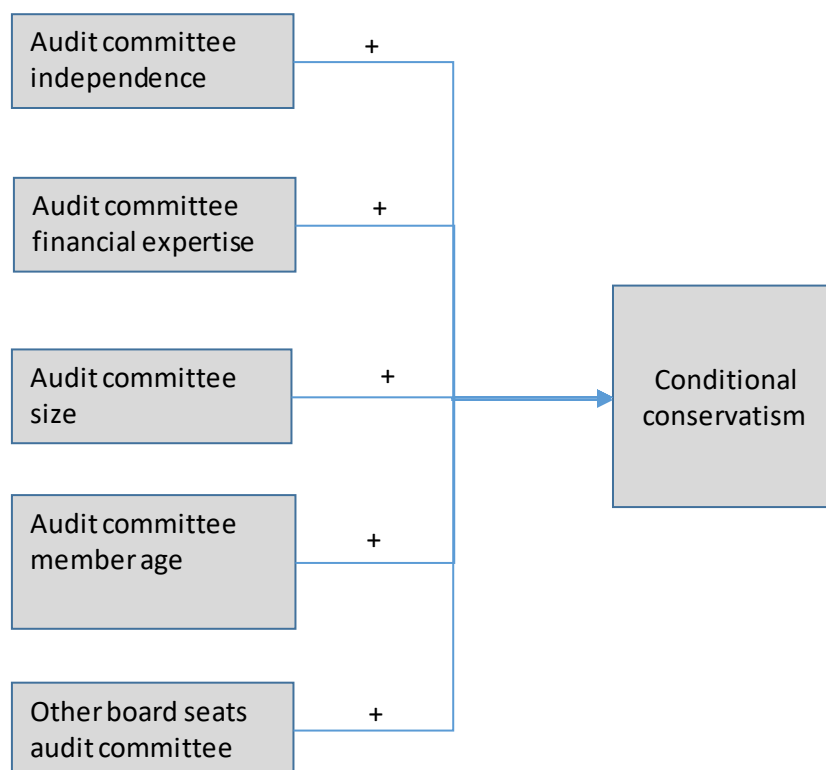 Audit committee
independence
+
Audit committee
financial expertise
+
Audit committee
size
+
Conditional
conservatism
Audit committee
member age
+
Other board seats
audit committee
+